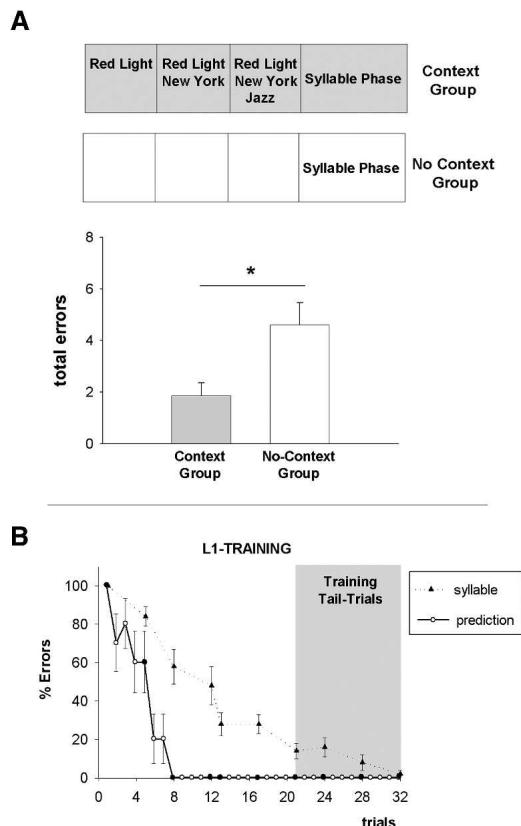 A
Red Light
Red Light
New York
Red Light
New York
Jazz
Syllable Phase
Context
Group
Syllable Phase
No Context
Group
8
6
4
2
0
total errors
*
Context
Group
No-Context
Group
B
L1-TRAINING
Training
Tail-Trials
syllable
prediction
100
80
60
40
20
0
% Errors
0
4
8
12
16
20
24
28
32
trials